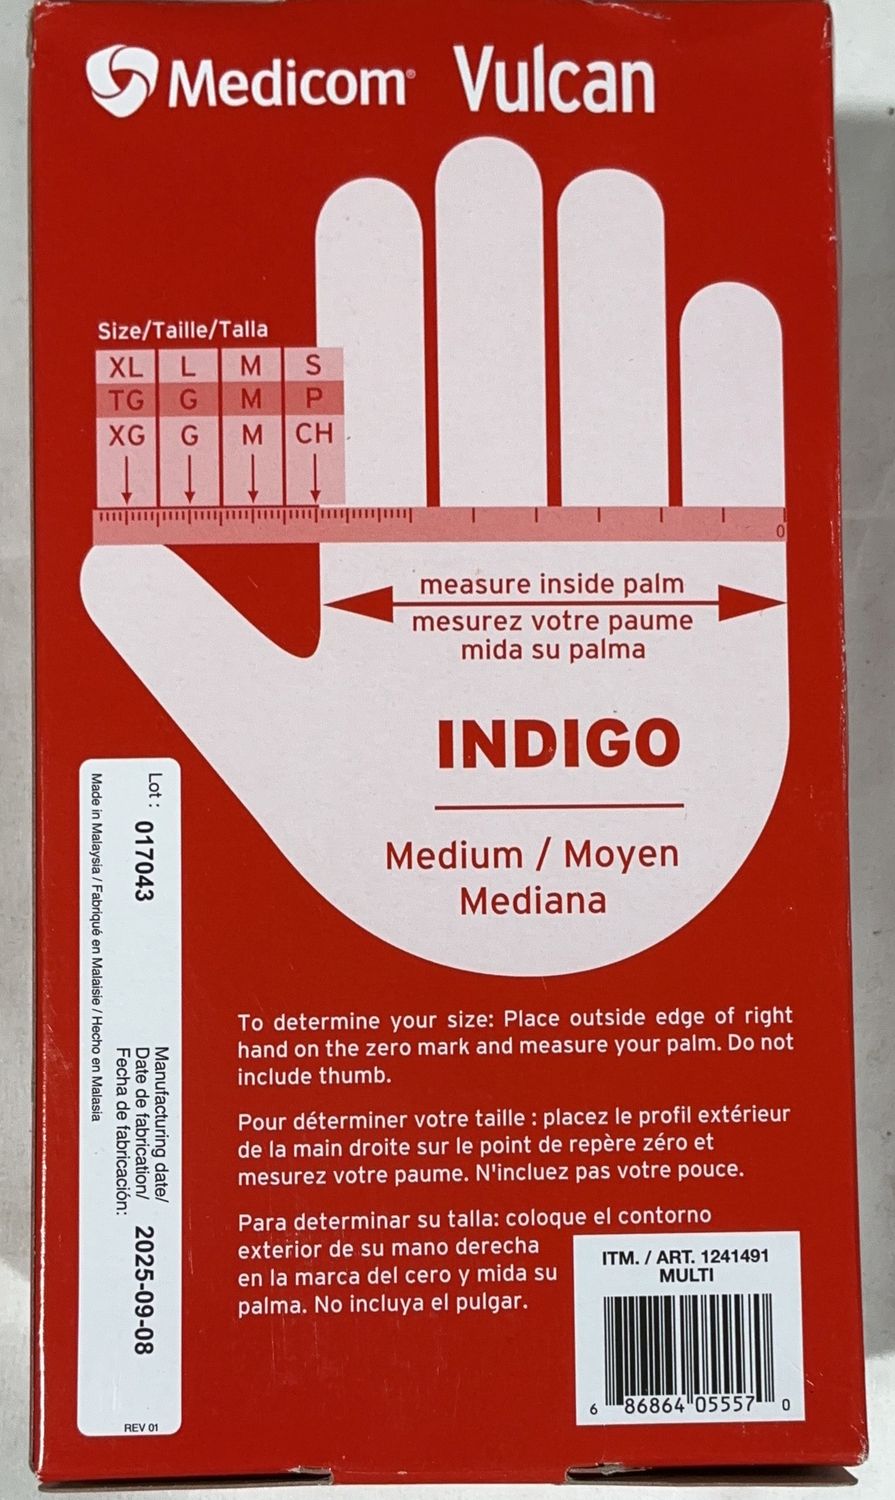 Medicom® Vulcan
Size/Taille/Talla
XL L M S
TG G M P
XG G M CH
0
measure inside palm
mesurez votre paume
mida su palma
INDIGO
Medium / Moyen
Mediana
Lot : 017043
Manufacturing date/
Date de fabrication/
Fecha de fabricación:
2025-09-08
Made in Malaysia / Fabriqué en Malaisie / Hecho en Malasia
REV 01
To determine your size: Place outside edge of right
hand on the zero mark and measure your palm. Do not
include thumb.
Pour déterminer votre taille : placez le profil extérieur
de la main droite sur le point de repère zéro et
mesurez votre paume. N'incluez pas votre pouce.
Para determinar su talla: coloque el contorno
exterior de su mano derecha
en la marca del cero y mida su
palma. No incluya el pulgar.
ITM. / ART. 1241491
MULTI
6 86864 05557 0